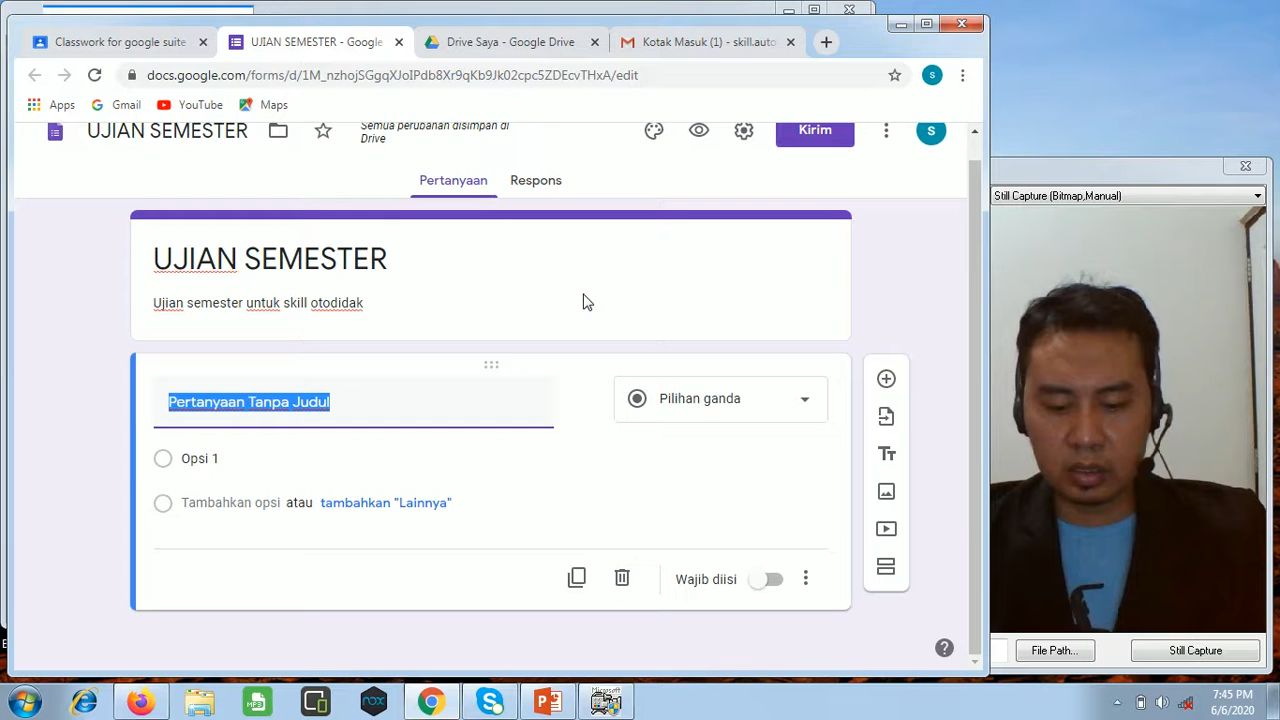 Classwork for google suite
UJIAN SEMESTER - Google
Drive Saya - Google Drive
Kotak Masuk (1) - skill.auto
docs.google.com/forms/d/1M_nzhojSGgqXJoIPdb8Xr9qKb9Jk02cpc5ZDEcvTHxA/edit
S
Apps
Gmail
YouTube
Maps
UJIAN SEMESTER
Semua perubahan disimpan di
Drive
Kirim
S
Pertanyaan
Respons
Still Capture (Bitmap,Manual)
UJIAN SEMESTER
Ujian semester untuk skill otodidak
Pertanyaan Tanpa Judul
Pilihan ganda
Opsi 1
Tambahkan opsi atau tambahkan "Lainnya"
Wajib diisi
File Path...
Still Capture
MP3
nox
7:45 PM
6/6/2020